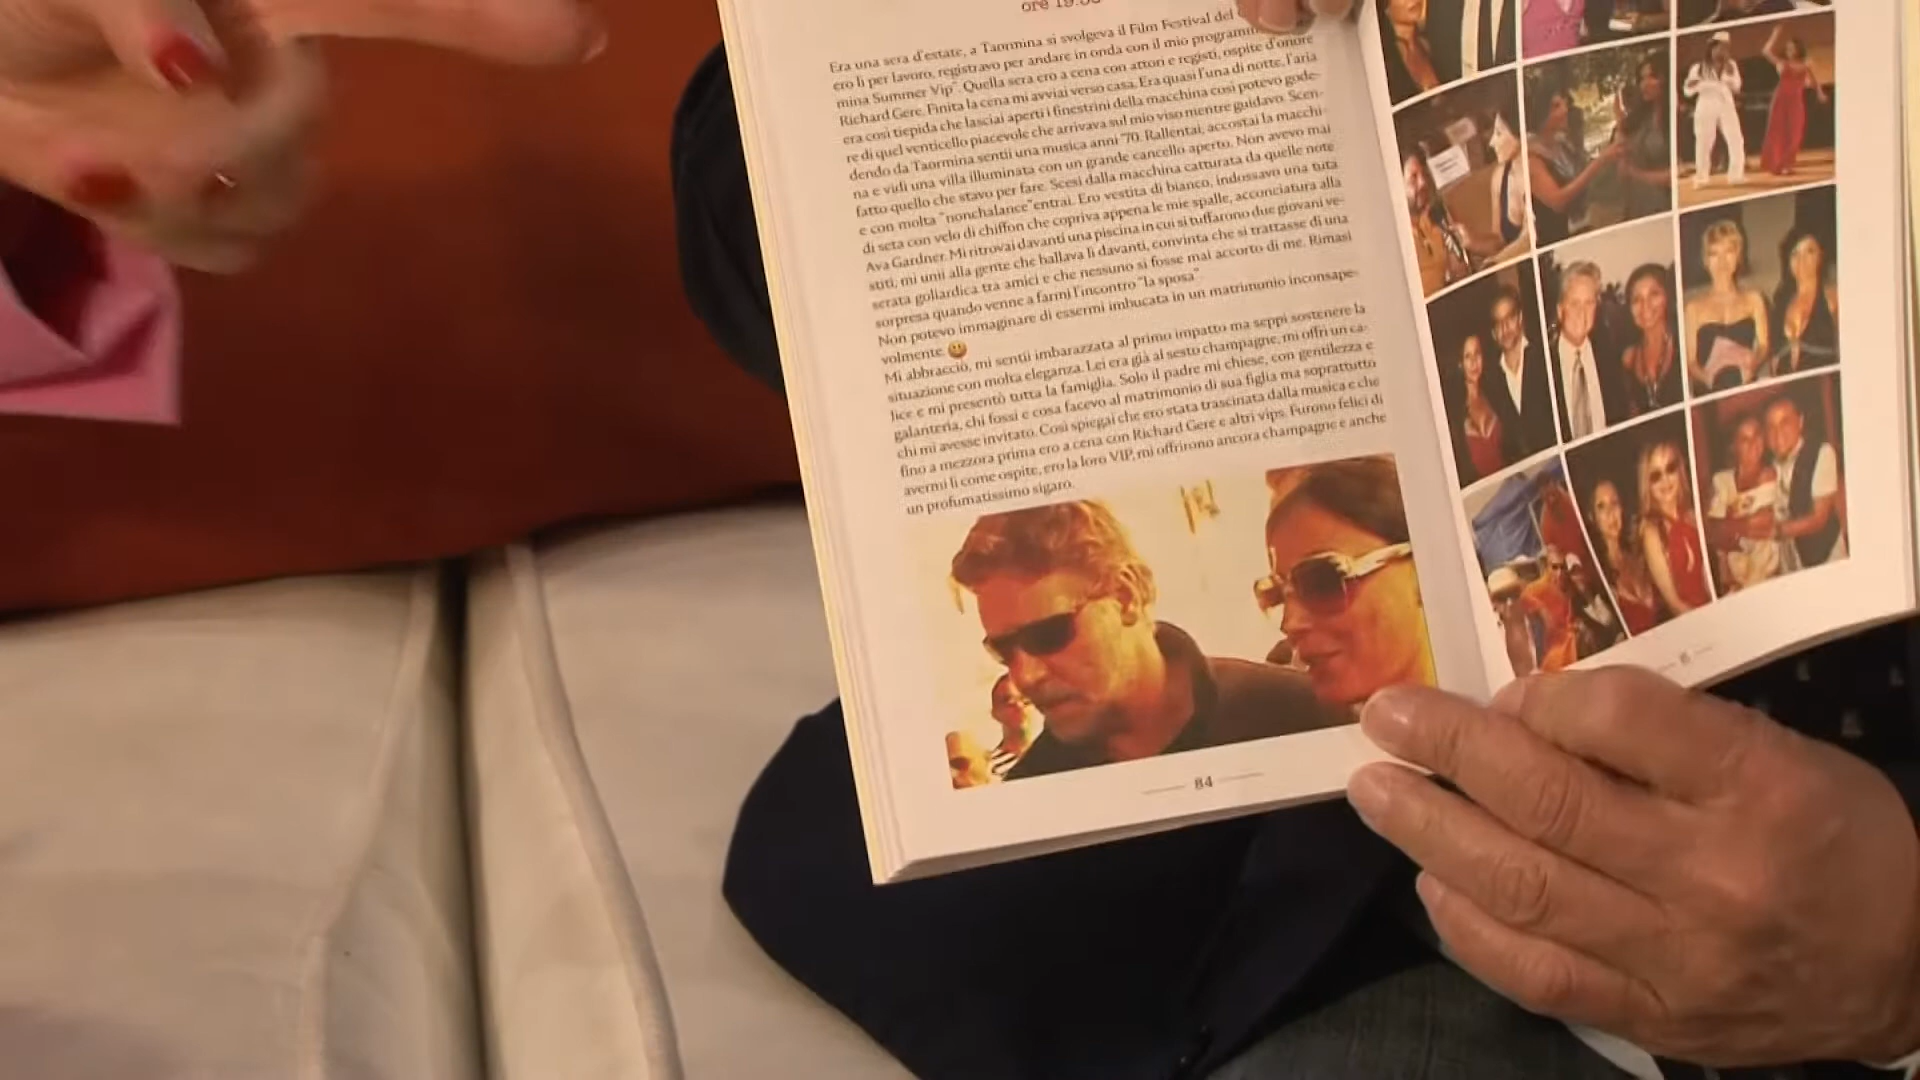 ore 19:
Era una sera d'estate, a Taormina si svolgeva il Film Festival del
ero lì per lavoro, registravo per andare in onda con il mio programm
mina Summer Vip". Quella sera ero a cena con attori e registi, ospite d'onore
Richard Gere. Finita la cena mi avviai verso casa. Era quasi l'una di notte, l'aria
era così tiepida che lasciai aperti i finestrini della macchina così potevo gode-
re di quel venticello piacevole che arrivava sul mio viso mentre guidavo. Scen-
dendo da Taormina sentii una musica anni '70. Rallentai, accostai la macchi-
na e vidi una villa illuminata con un grande cancello aperto. Non avevo mai
fatto quello che stavo per fare. Scesi dalla macchina catturata da quelle note
e con molta "nonchalance" entrai. Ero vestita di bianco, indossavo una tuta
di seta con velo di chiffon che copriva appena le mie spalle, acconciatura alla
Ava Gardner. Mi ritrovai davanti una piscina in cui si tuffarono due giovani ve-
stiti, mi unii alla gente che ballava lì davanti, convinta che si trattasse di una
serata goliardica tra amici e che nessuno si fosse mai accorto di me. Rimasi
sorpresa quando venne a farmi l'incontro "la sposa".
Non potevo immaginare di essermi imbucata in un matrimonio inconsape-
volmente. 😃
Mi abbracciò, mi sentii imbarazzata al primo impatto ma seppi sostenere la
situazione con molta eleganza. Lei era già al sesto champagne, mi offrì un ca-
lice e mi presentò tutta la famiglia. Solo il padre mi chiese, con gentilezza e
galanteria, chi fossi e cosa facevo al matrimonio di sua figlia ma soprattutto
chi mi avesse invitato. Così spiegai che ero stata trascinata dalla musica e che
fino a mezzora prima ero a cena con Richard Gere e altri vips. Furono felici di
avermi lì come ospite, ero la loro VIP, mi offrirono ancora champagne e anche
un profumatissimo sigaro.
84